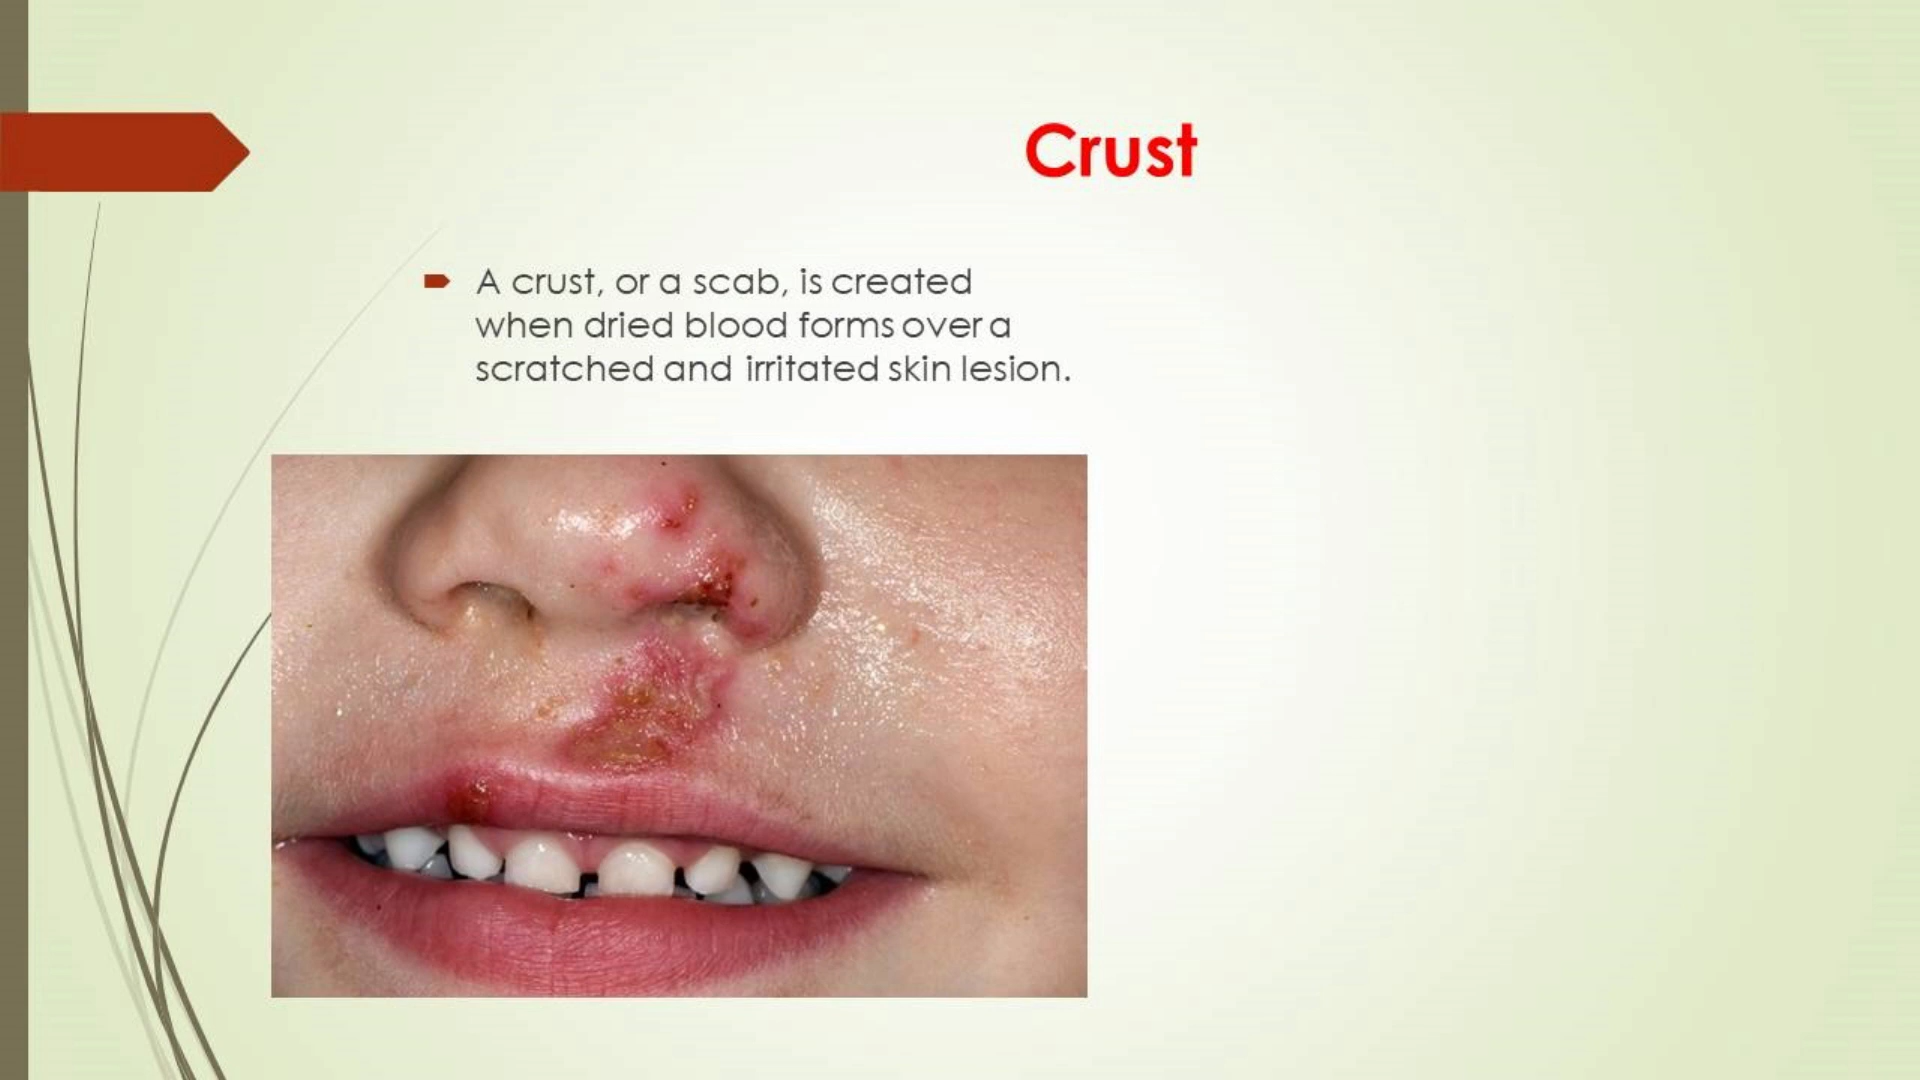 Crust
A crust, or a scab, is created
when dried blood forms over a
scratched and irritated skin lesion.